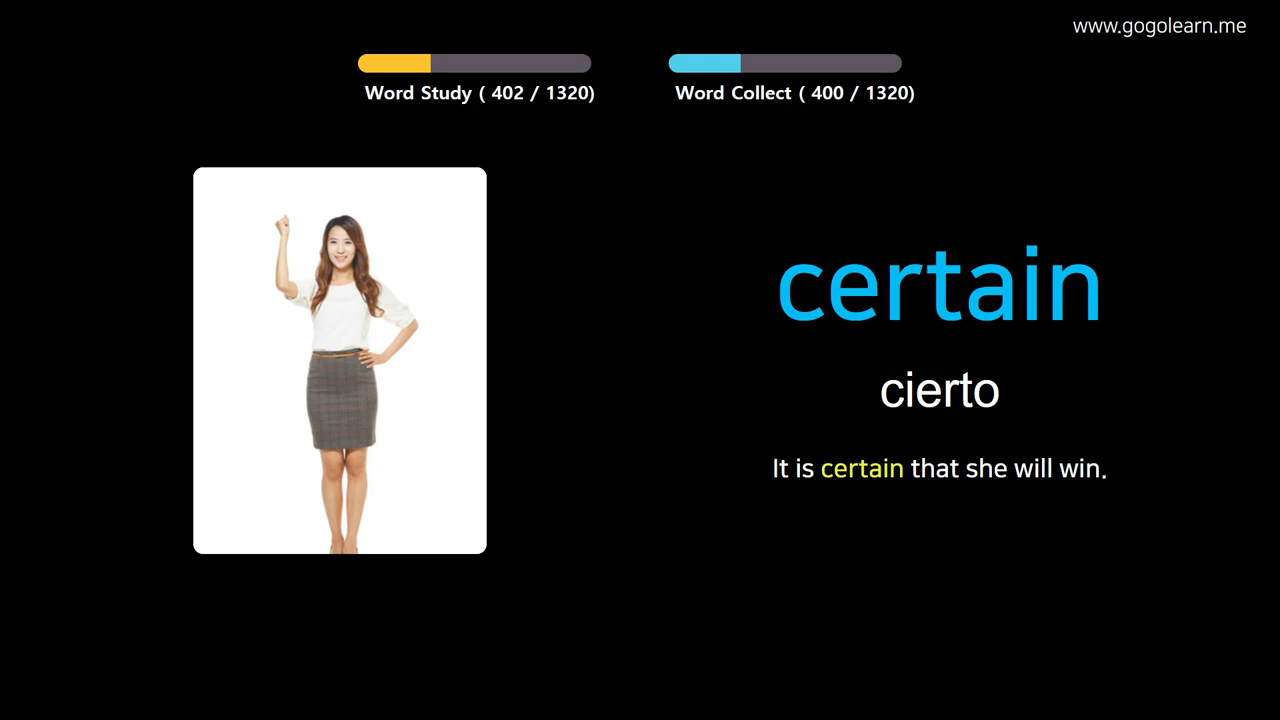 www.gogolearn.me
Word Study ( 402 / 1320)
Word Collect ( 400 / 1320)
certain
cierto
It is certain that she will win.